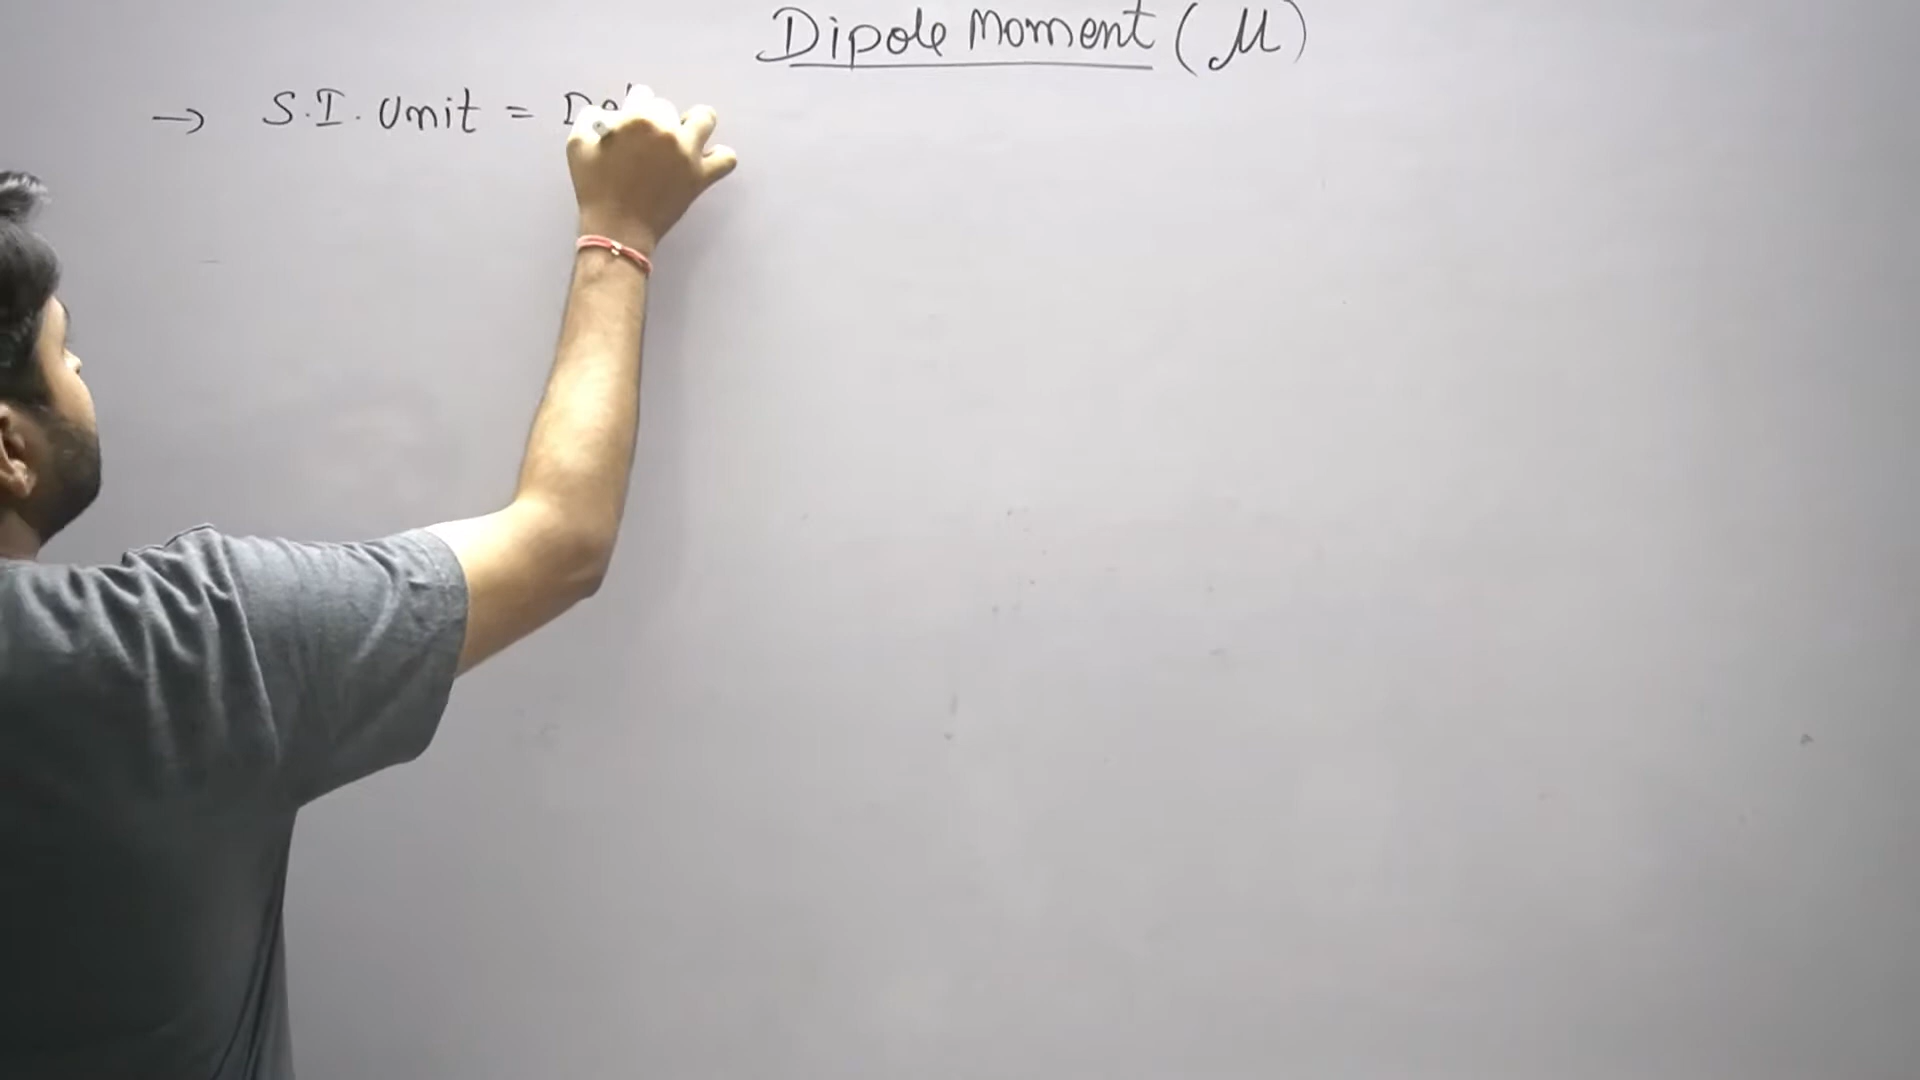 Dipole Moment (μ)
→ S.I. Unit =